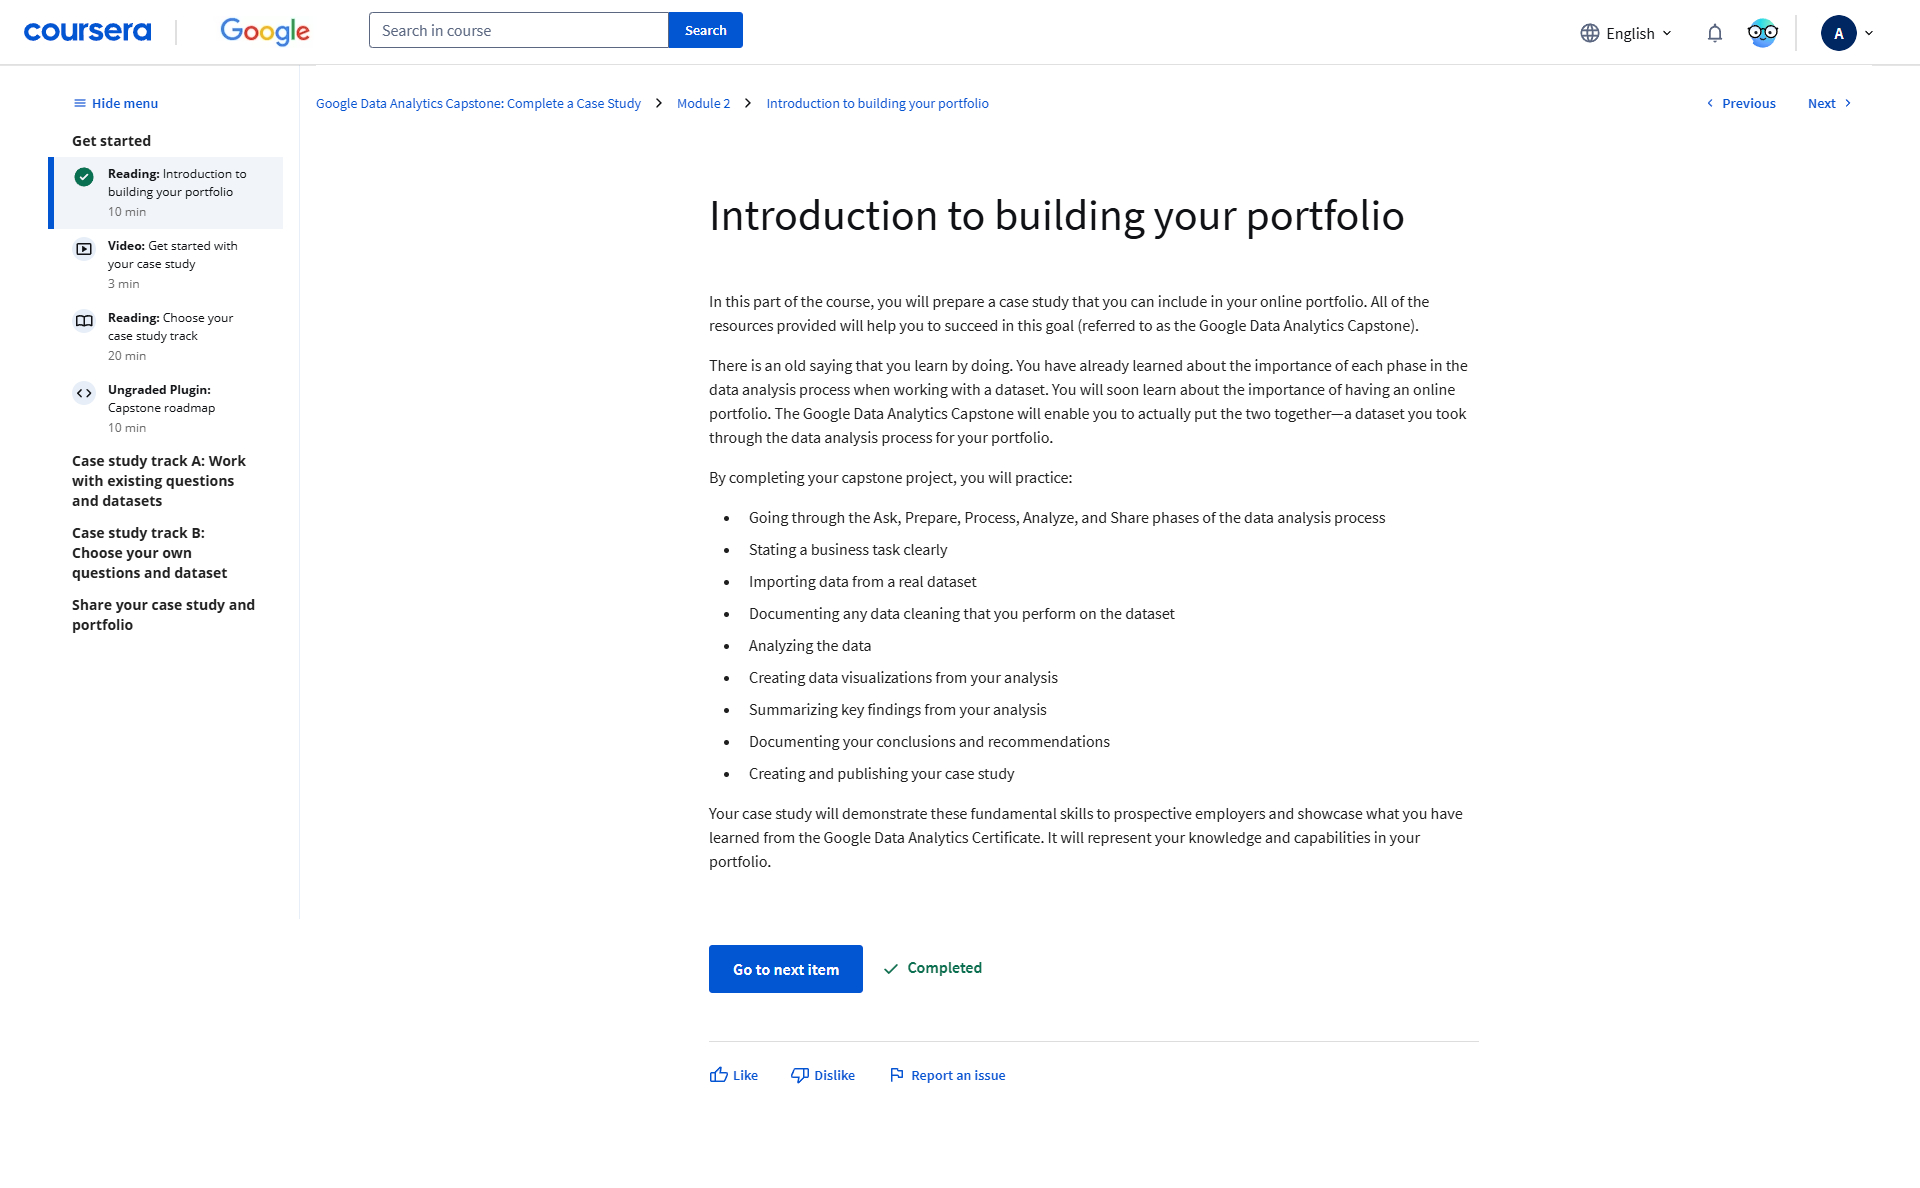 coursera
Google
Search in course
Search
English
A
Hide menu
Get started
Reading: Introduction to
building your portfolio
10 min
Video: Get started with
your case study
3 min
Reading: Choose your
case study track
20 min
Ungraded Plugin:
Capstone roadmap
10 min
Case study track A: Work
with existing questions
and datasets
Case study track B:
Choose your own
questions and dataset
Share your case study and
portfolio
Google Data Analytics Capstone: Complete a Case Study > Module 2 > Introduction to building your portfolio
Previous
Next
Introduction to building your portfolio
In this part of the course, you will prepare a case study that you can include in your online portfolio. All of the
resources provided will help you to succeed in this goal (referred to as the Google Data Analytics Capstone).
There is an old saying that you learn by doing. You have already learned about the importance of each phase in the
data analysis process when working with a dataset. You will soon learn about the importance of having an online
portfolio. The Google Data Analytics Capstone will enable you to actually put the two together—a dataset you took
through the data analysis process for your portfolio.
By completing your capstone project, you will practice:
• Going through the Ask, Prepare, Process, Analyze, and Share phases of the data analysis process
• Stating a business task clearly
• Importing data from a real dataset
• Documenting any data cleaning that you perform on the dataset
• Analyzing the data
• Creating data visualizations from your analysis
• Summarizing key findings from your analysis
• Documenting your conclusions and recommendations
• Creating and publishing your case study
Your case study will demonstrate these fundamental skills to prospective employers and showcase what you have
learned from the Google Data Analytics Certificate. It will represent your knowledge and capabilities in your
portfolio.
Go to next item
Completed
Like
Dislike
Report an issue